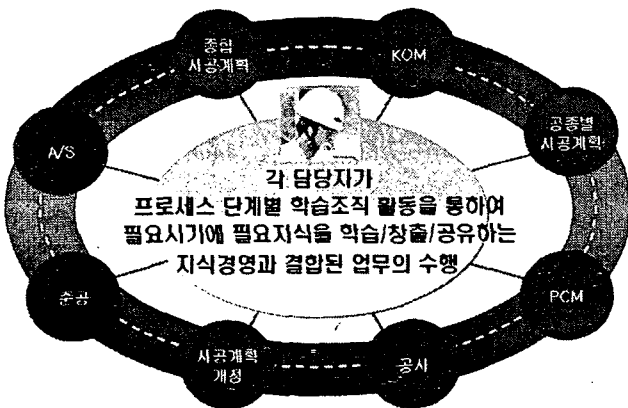 종합
시공계획
KOM
공종별
시공계획
PCM
공사
시공계획
개정
준공
A/S
각 담당자가
프로세스 단계별 학습조직 활동을 통하여
필요시기에 필요지식을 학습/창출/공유하는
지식경영과 결합된 업무의 수행